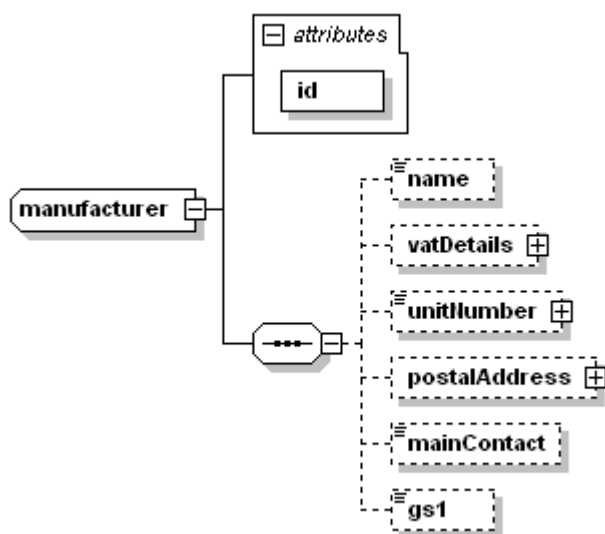 attributes
id
manufacturer
name
vatDetails
unitNumber
postalAddress
mainContact
gs1